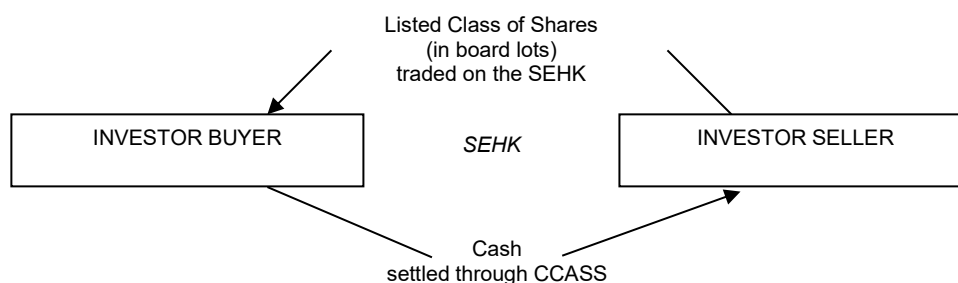 Listed Class of Shares
(in board lots)
traded on the SEHK
INVESTOR BUYER
SEHK
INVESTOR SELLER
Cash
settled through CCASS